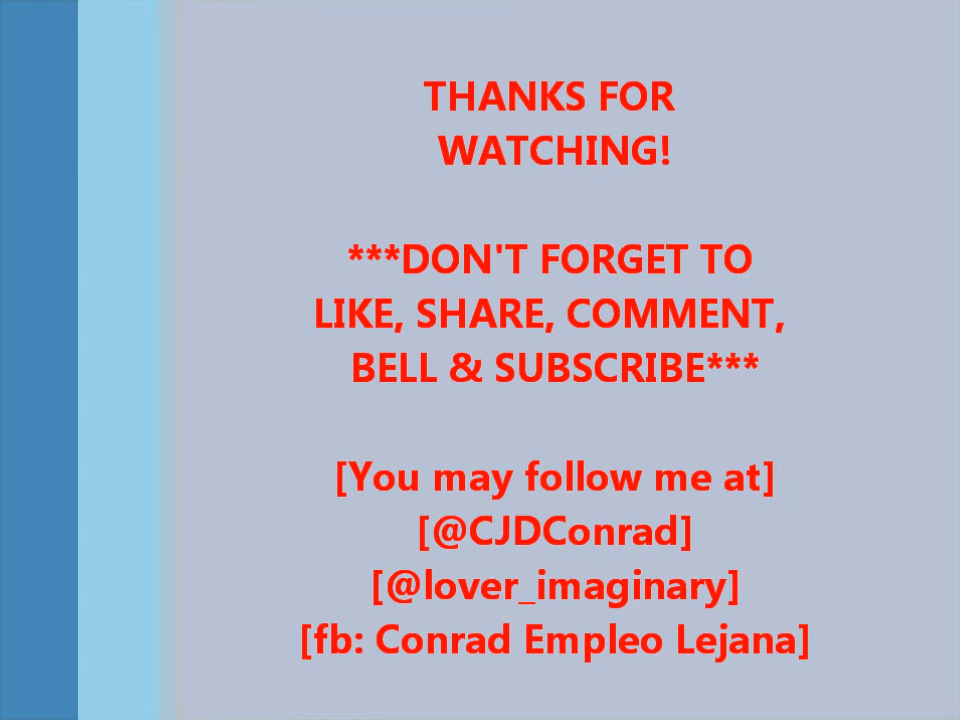 THANKS FOR
WATCHING!
***DON'T FORGET TO
LIKE, SHARE, COMMENT,
BELL & SUBSCRIBE***
[You may follow me at]
[@CJDConrad]
[@lover_imaginary]
[fb: Conrad Empleo Lejana]